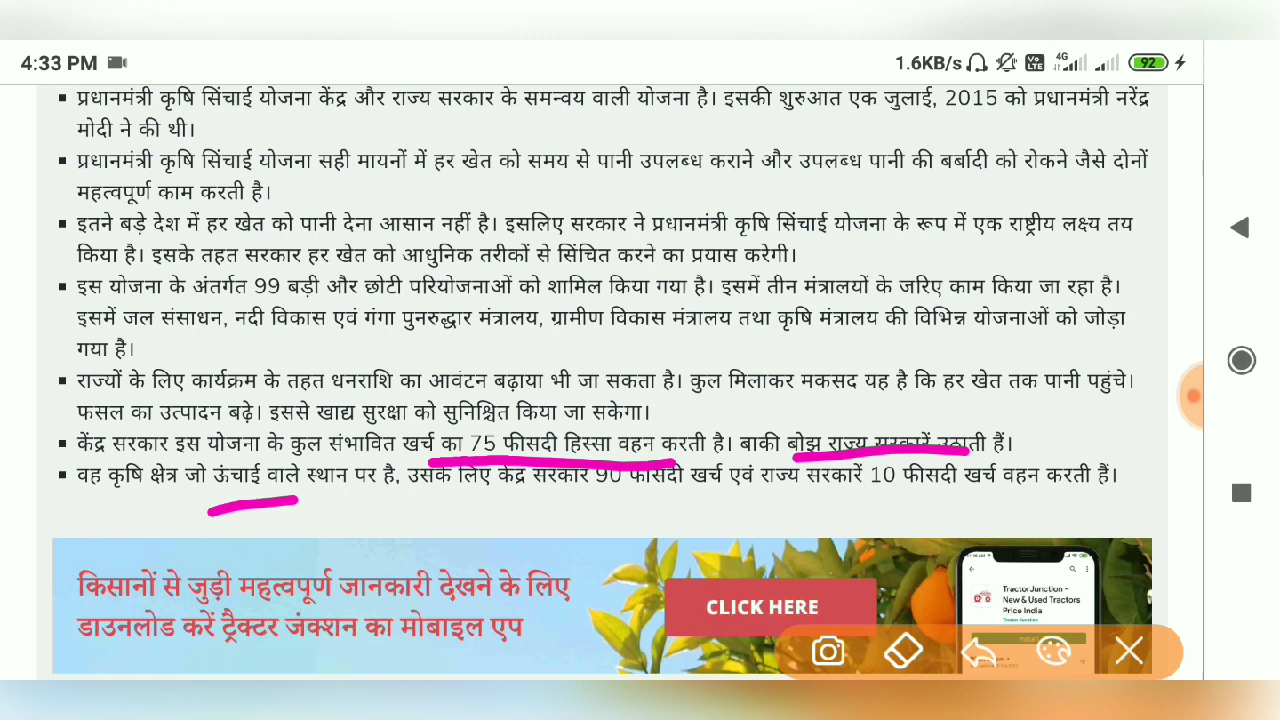 4:33 PM
1.6KB/s
Vo LTE
4G
92
प्रधानमंत्री कृषि सिंचाई योजना केंद्र और राज्य सरकार के समन्वय वाली योजना है। इसकी शुरुआत एक जुलाई, 2015 को प्रधानमंत्री नरेंद्र
मोदी ने की थी।
प्रधानमंत्री कृषि सिंचाई योजना सही मायनों में हर खेत को समय से पानी उपलब्ध कराने और उपलब्ध पानी की बर्बादी को रोकने जैसे दोनों
महत्वपूर्ण काम करती है।
इतने बड़े देश में हर खेत को पानी देना आसान नहीं है। इसलिए सरकार ने प्रधानमंत्री कृषि सिंचाई योजना के रूप में एक राष्ट्रीय लक्ष्य तय
किया है। इसके तहत सरकार हर खेत को आधुनिक तरीकों से सिंचित करने का प्रयास करेगी।
इस योजना के अंतर्गत 99 बड़ी और छोटी परियोजनाओं को शामिल किया गया है। इसमें तीन मंत्रालयों के जरिए काम किया जा रहा है।
इसमें जल संसाधन, नदी विकास एवं गंगा पुनरुद्धार मंत्रालय, ग्रामीण विकास मंत्रालय तथा कृषि मंत्रालय की विभिन्न योजनाओं को जोड़ा
गया है।
राज्यों के लिए कार्यक्रम के तहत धनराशि का आवंटन बढ़ाया भी जा सकता है। कुल मिलाकर मकसद यह है कि हर खेत तक पानी पहुंचे।
फसल का उत्पादन बढ़े। इससे खाद्य सुरक्षा को सुनिश्चित किया जा सकेगा।
केंद्र सरकार इस योजना के कुल संभावित खर्च का 75 फीसदी हिस्सा वहन करती है। बाकी बोझ राज्य सरकारें उठाती हैं।
वह कृषि क्षेत्र जो ऊंचाई वाले स्थान पर है, उसके लिए केंद्र सरकार 90 फीसदी खर्च एवं राज्य सरकारें 10 फीसदी खर्च वहन करती हैं।
किसानों से जुड़ी महत्वपूर्ण जानकारी देखने के लिए
डाउनलोड करें ट्रैक्टर जंक्शन का मोबाइल एप
CLICK HERE
TractorJunction -
New & Used Tractors
Price India
Tractor Junction
Install